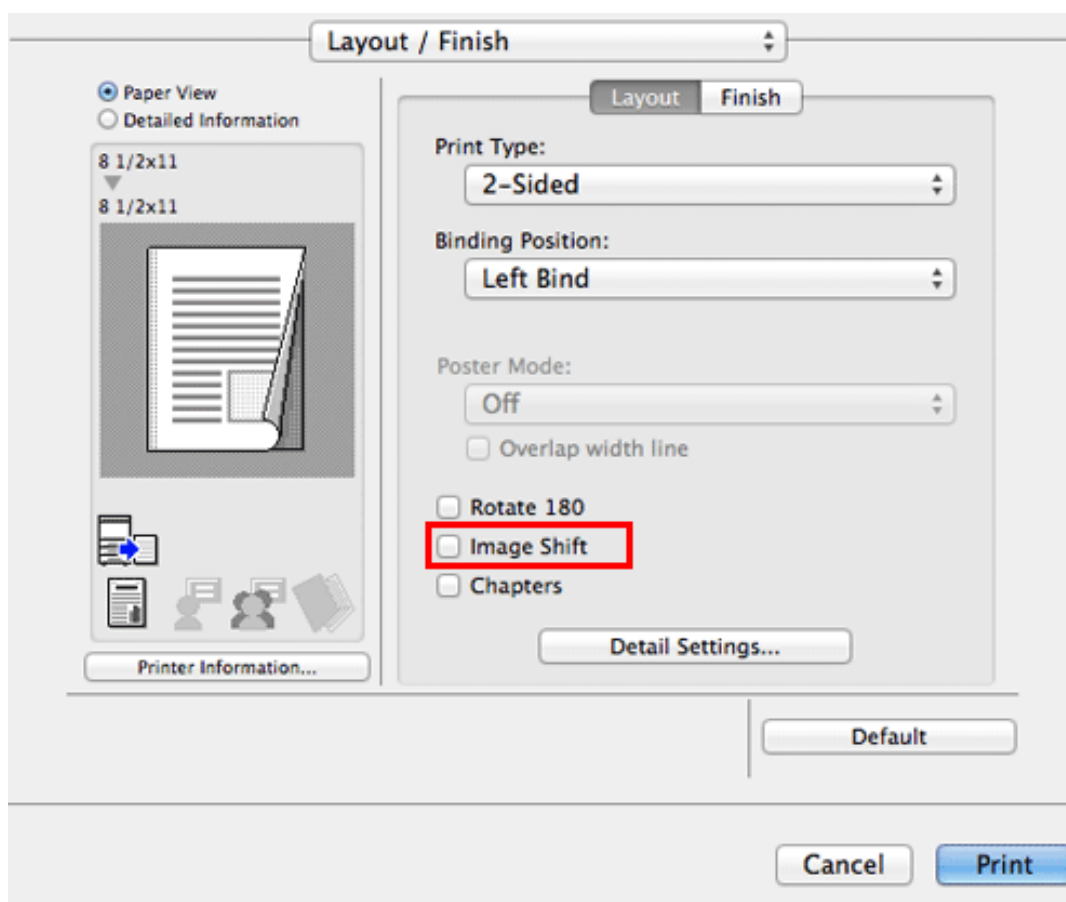 Layout / Finish
Paper View
Detailed Information
8 1/2x11
8 1/2x11
Printer Information...
Layout Finish
Print Type:
2-Sided
Binding Position:
Left Bind
Poster Mode:
Off
Overlap width line
Rotate 180
Image Shift
Chapters
Detail Settings...
Default
Cancel Print